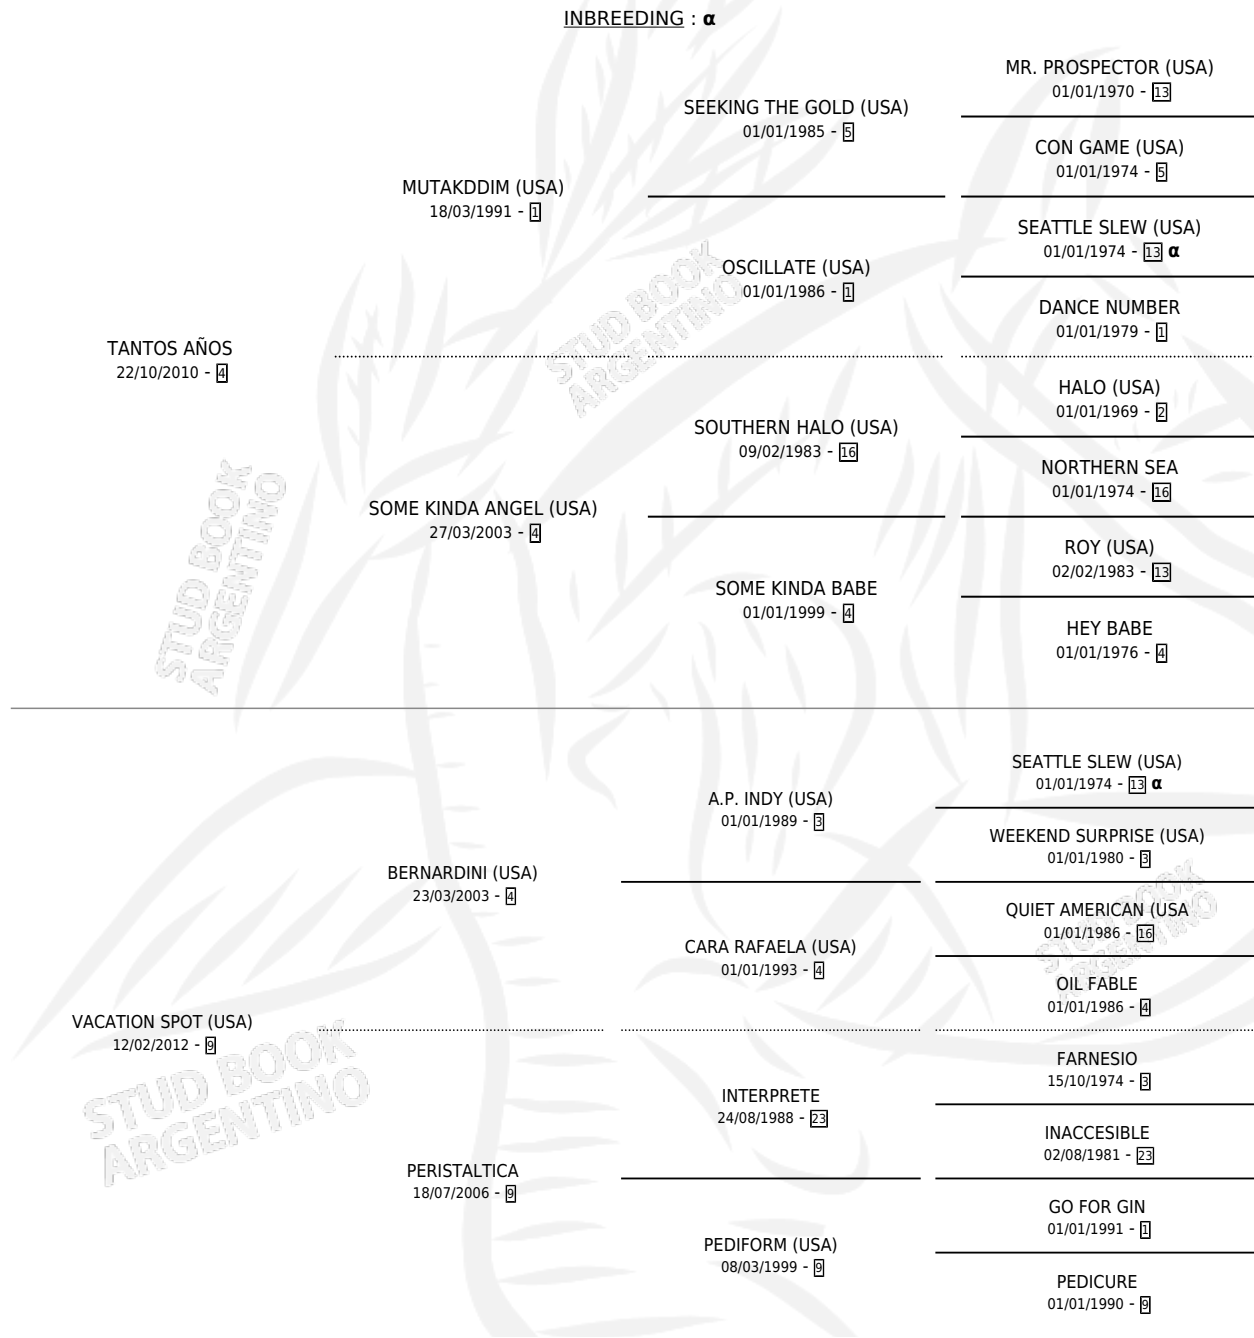 INBREEDING : α
MR. PROSPECTOR (USA)
01/01/1970 - 13
SEEKING THE GOLD (USA)
01/01/1985 - 5
CON GAME (USA)
01/01/1974 - 5
MUTAKDDIM (USA)
18/03/1991 - 1
SEATTLE SLEW (USA)
01/01/1974 - 13 α
OSCILLATE (USA)
01/01/1986 - 1
DANCE NUMBER
01/01/1979 - 1
TANTOS AÑOS
22/10/2010 - 4
HALO (USA)
01/01/1969 - 2
SOUTHERN HALO (USA)
09/02/1983 - 16
NORTHERN SEA
01/01/1974 - 16
SOME KINDA ANGEL (USA)
27/03/2003 - 4
ROY (USA)
02/02/1983 - 13
SOME KINDA BABE
01/01/1999 - 4
HEY BABE
01/01/1976 - 4
STUD BOOK
ARGENTINO
STUD BOOK
ARGENTINO
SEATTLE SLEW (USA)
01/01/1974 - 13 α
A.P. INDY (USA)
01/01/1989 - 3
WEEKEND SURPRISE (USA)
01/01/1980 - 3
BERNARDINI (USA)
23/03/2003 - 4
QUIET AMERICAN (USA
01/01/1986 - 16
CARA RAFAELA (USA)
01/01/1993 - 4
OIL FABLE
01/01/1986 - 4
VACATION SPOT (USA)
12/02/2012 - 9
FARNESIO
15/10/1974 - 3
INTERPRETE
24/08/1988 - 23
INACCESIBLE
02/08/1981 - 23
PERISTALTICA
18/07/2006 - 9
GO FOR GIN
01/01/1991 - 1
PEDIFORM (USA)
08/03/1999 - 9
PEDICURE
01/01/1990 - 9
STUD BOOK
ARGENTINO
STUD BOOK
ARGENTINO